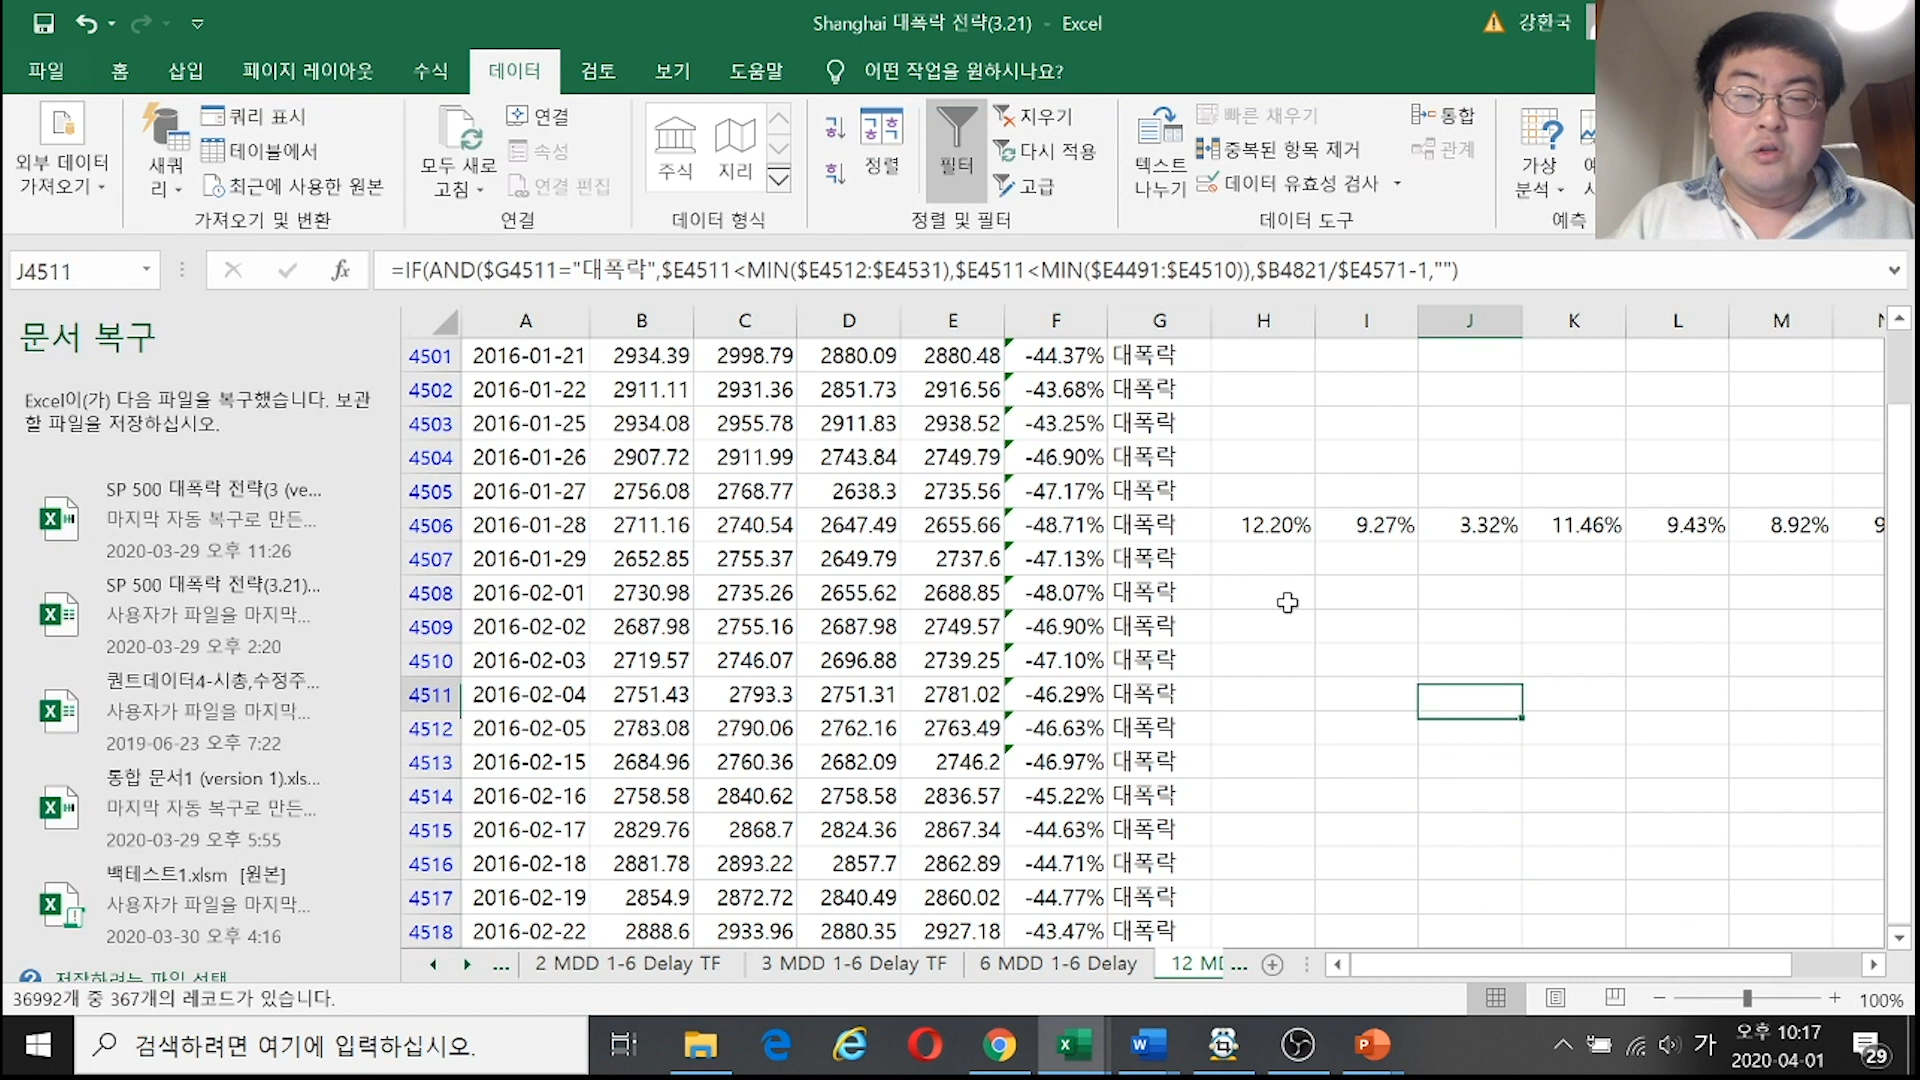 Shanghai 대폭락 전략(3.21) - Excel
강환국
파일 홈 삽입 페이지 레이아웃 수식 데이터 검토 보기 도움말 어떤 작업을 원하시나요?
외부 데이터 가져오기
새 쿼리
쿼리 표시
테이블에서
최근에 사용한 원본
가져오기 및 변환
모두 새로 고침
연결
속성
연결 편집
연결
주식
지리
데이터 형식
정렬
필터
지우기
다시 적용
고급
정렬 및 필터
텍스트 나누기
빠른 채우기
중복된 항목 제거
데이터 유효성 검사
통합
관계
데이터 도구
가상 분석
예측
J4511
fx
=IF(AND($G4511="대폭락",$E4511<MIN($E4512:$E4531),$E4511<MIN($E4491:$E4510)),$B4821/$E4571-1,"")
문서 복구
Excel이(가) 다음 파일을 복구했습니다. 보관
할 파일을 저장하십시오.
SP 500 대폭락 전략(3 (ve...
마지막 자동 복구로 만든...
2020-03-29 오후 11:26
SP 500 대폭락 전략(3.21)...
사용자가 파일을 마지막...
2020-03-29 오후 2:20
퀀트데이터4-시총,수정주...
사용자가 파일을 마지막...
2019-06-23 오후 7:22
통합 문서1 (version 1).xls...
마지막 자동 복구로 만든...
2020-03-29 오후 5:55
백테스트1.xlsm [원본]
사용자가 파일을 마지막...
2020-03-30 오후 4:16
저장하려는 파일 선택
A B C D E F G H I J K L M
4501 2016-01-21 2934.39 2998.79 2880.09 2880.48 -44.37% 대폭락
4502 2016-01-22 2911.11 2931.36 2851.73 2916.56 -43.68% 대폭락
4503 2016-01-25 2934.08 2955.78 2911.83 2938.52 -43.25% 대폭락
4504 2016-01-26 2907.72 2911.99 2743.84 2749.79 -46.90% 대폭락
4505 2016-01-27 2756.08 2768.77 2638.3 2735.56 -47.17% 대폭락
4506 2016-01-28 2711.16 2740.54 2647.49 2655.66 -48.71% 대폭락 12.20% 9.27% 3.32% 11.46% 9.43% 8.92% 9
4507 2016-01-29 2652.85 2755.37 2649.79 2737.6 -47.13% 대폭락
4508 2016-02-01 2730.98 2735.26 2655.62 2688.85 -48.07% 대폭락
4509 2016-02-02 2687.98 2755.16 2687.98 2749.57 -46.90% 대폭락
4510 2016-02-03 2719.57 2746.07 2696.88 2739.25 -47.10% 대폭락
4511 2016-02-04 2751.43 2793.3 2751.31 2781.02 -46.29% 대폭락
4512 2016-02-05 2783.08 2790.06 2762.16 2763.49 -46.63% 대폭락
4513 2016-02-15 2684.96 2760.36 2682.09 2746.2 -46.97% 대폭락
4514 2016-02-16 2758.58 2840.62 2758.58 2836.57 -45.22% 대폭락
4515 2016-02-17 2829.76 2868.7 2824.36 2867.34 -44.63% 대폭락
4516 2016-02-18 2881.78 2893.22 2857.7 2862.89 -44.71% 대폭락
4517 2016-02-19 2854.9 2872.72 2840.49 2860.02 -44.77% 대폭락
4518 2016-02-22 2888.6 2933.96 2880.35 2927.18 -43.47% 대폭락
... 2 MDD 1-6 Delay TF 3 MDD 1-6 Delay TF 6 MDD 1-6 Delay 12 MD ...
36992개 중 367개의 레코드가 있습니다.
100%
검색하려면 여기에 입력하십시오.
가
오후 10:17
2020-04-01
29